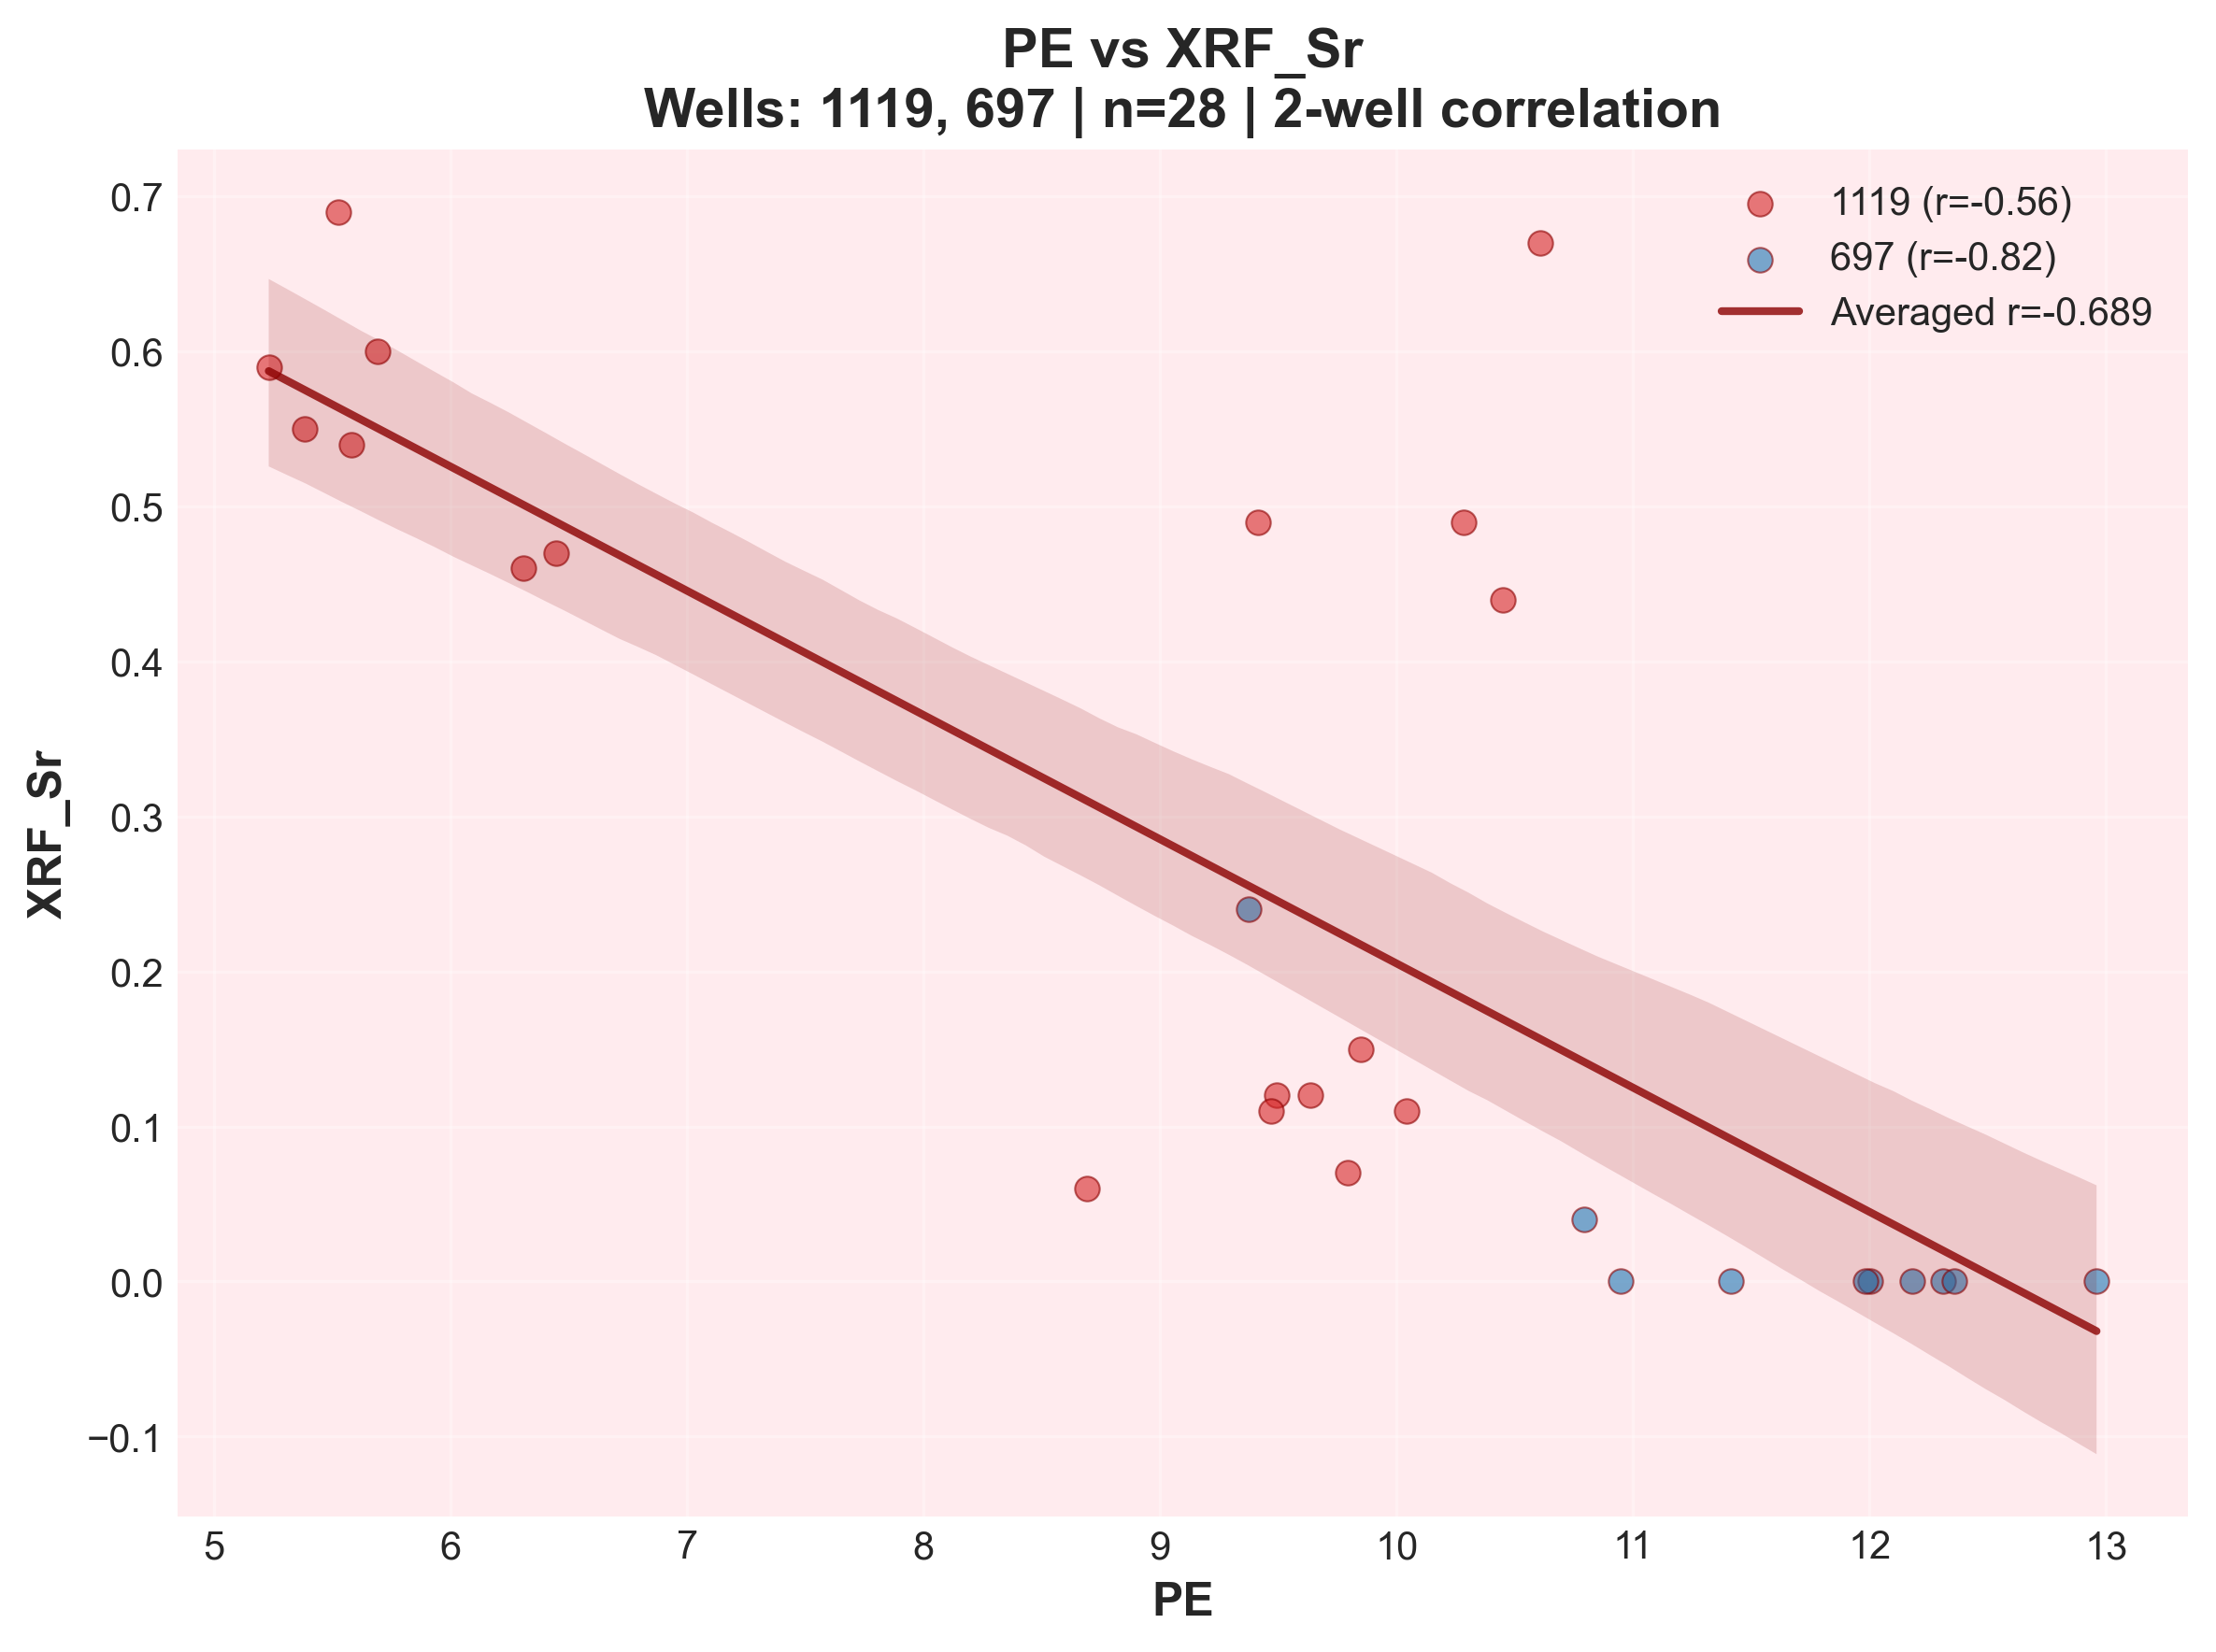 PE vs XRF_Sr
Wells: 1119, 697 | n=28 | 2-well correlation
1119 (r=-0.56)
697 (r=-0.82)
Averaged r=-0.689
XRF_Sr
0.7
0.6
0.5
0.4
0.3
0.2
0.1
0.0
−0.1
5 6 7 8 9 10 11 12 13
PE